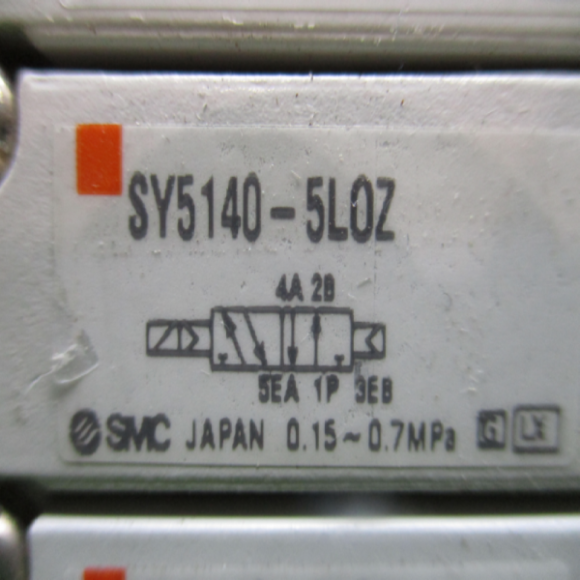 SY5140-5LOZ
4A 2B
5EA 1P 3EB
SMC JAPAN 0.15~0.7MPa G LX